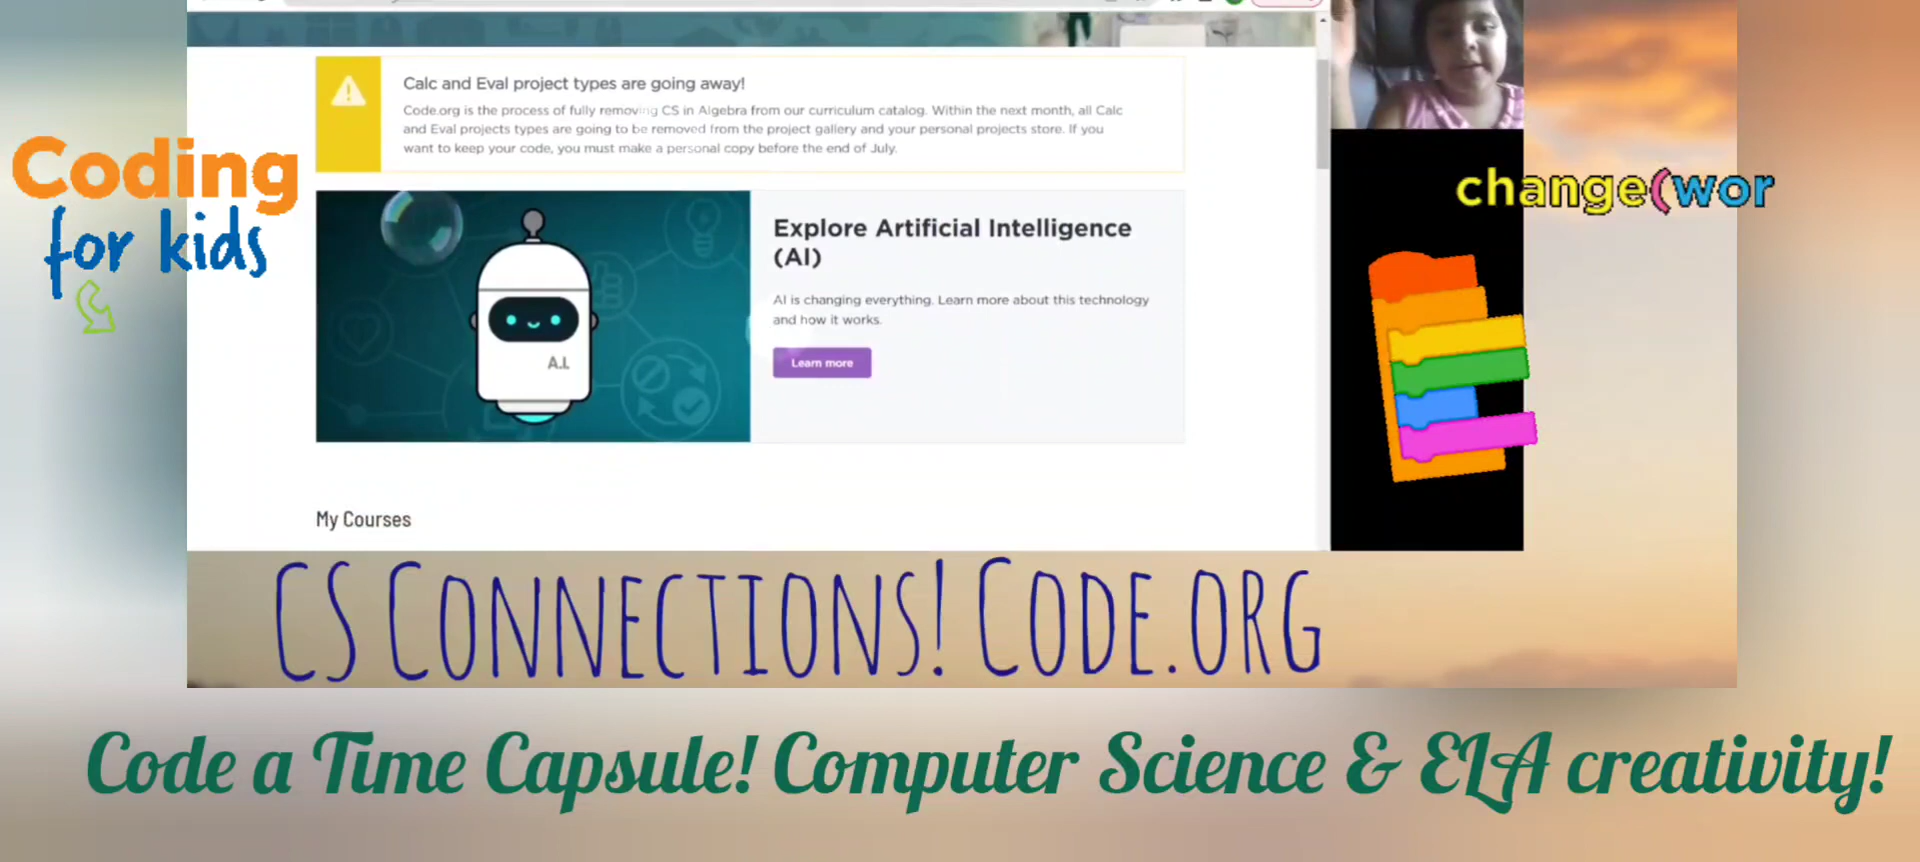 Calc and Eval project types are going away!
Code.org is the process of fully removing CS in Algebra from our curriculum catalog. Within the next month, all Calc
and Eval projects types are going to be removed from the project gallery and your personal projects store. If you
want to keep your code, you must make a personal copy before the end of July.
Coding
for kids
change(wor
Explore Artificial Intelligence
(AI)
AI is changing everything. Learn more about this technology
and how it works.
Learn more
A.I.
My Courses
CS Connections! Code.org
Code a Time Capsule! Computer Science & ELA creativity!